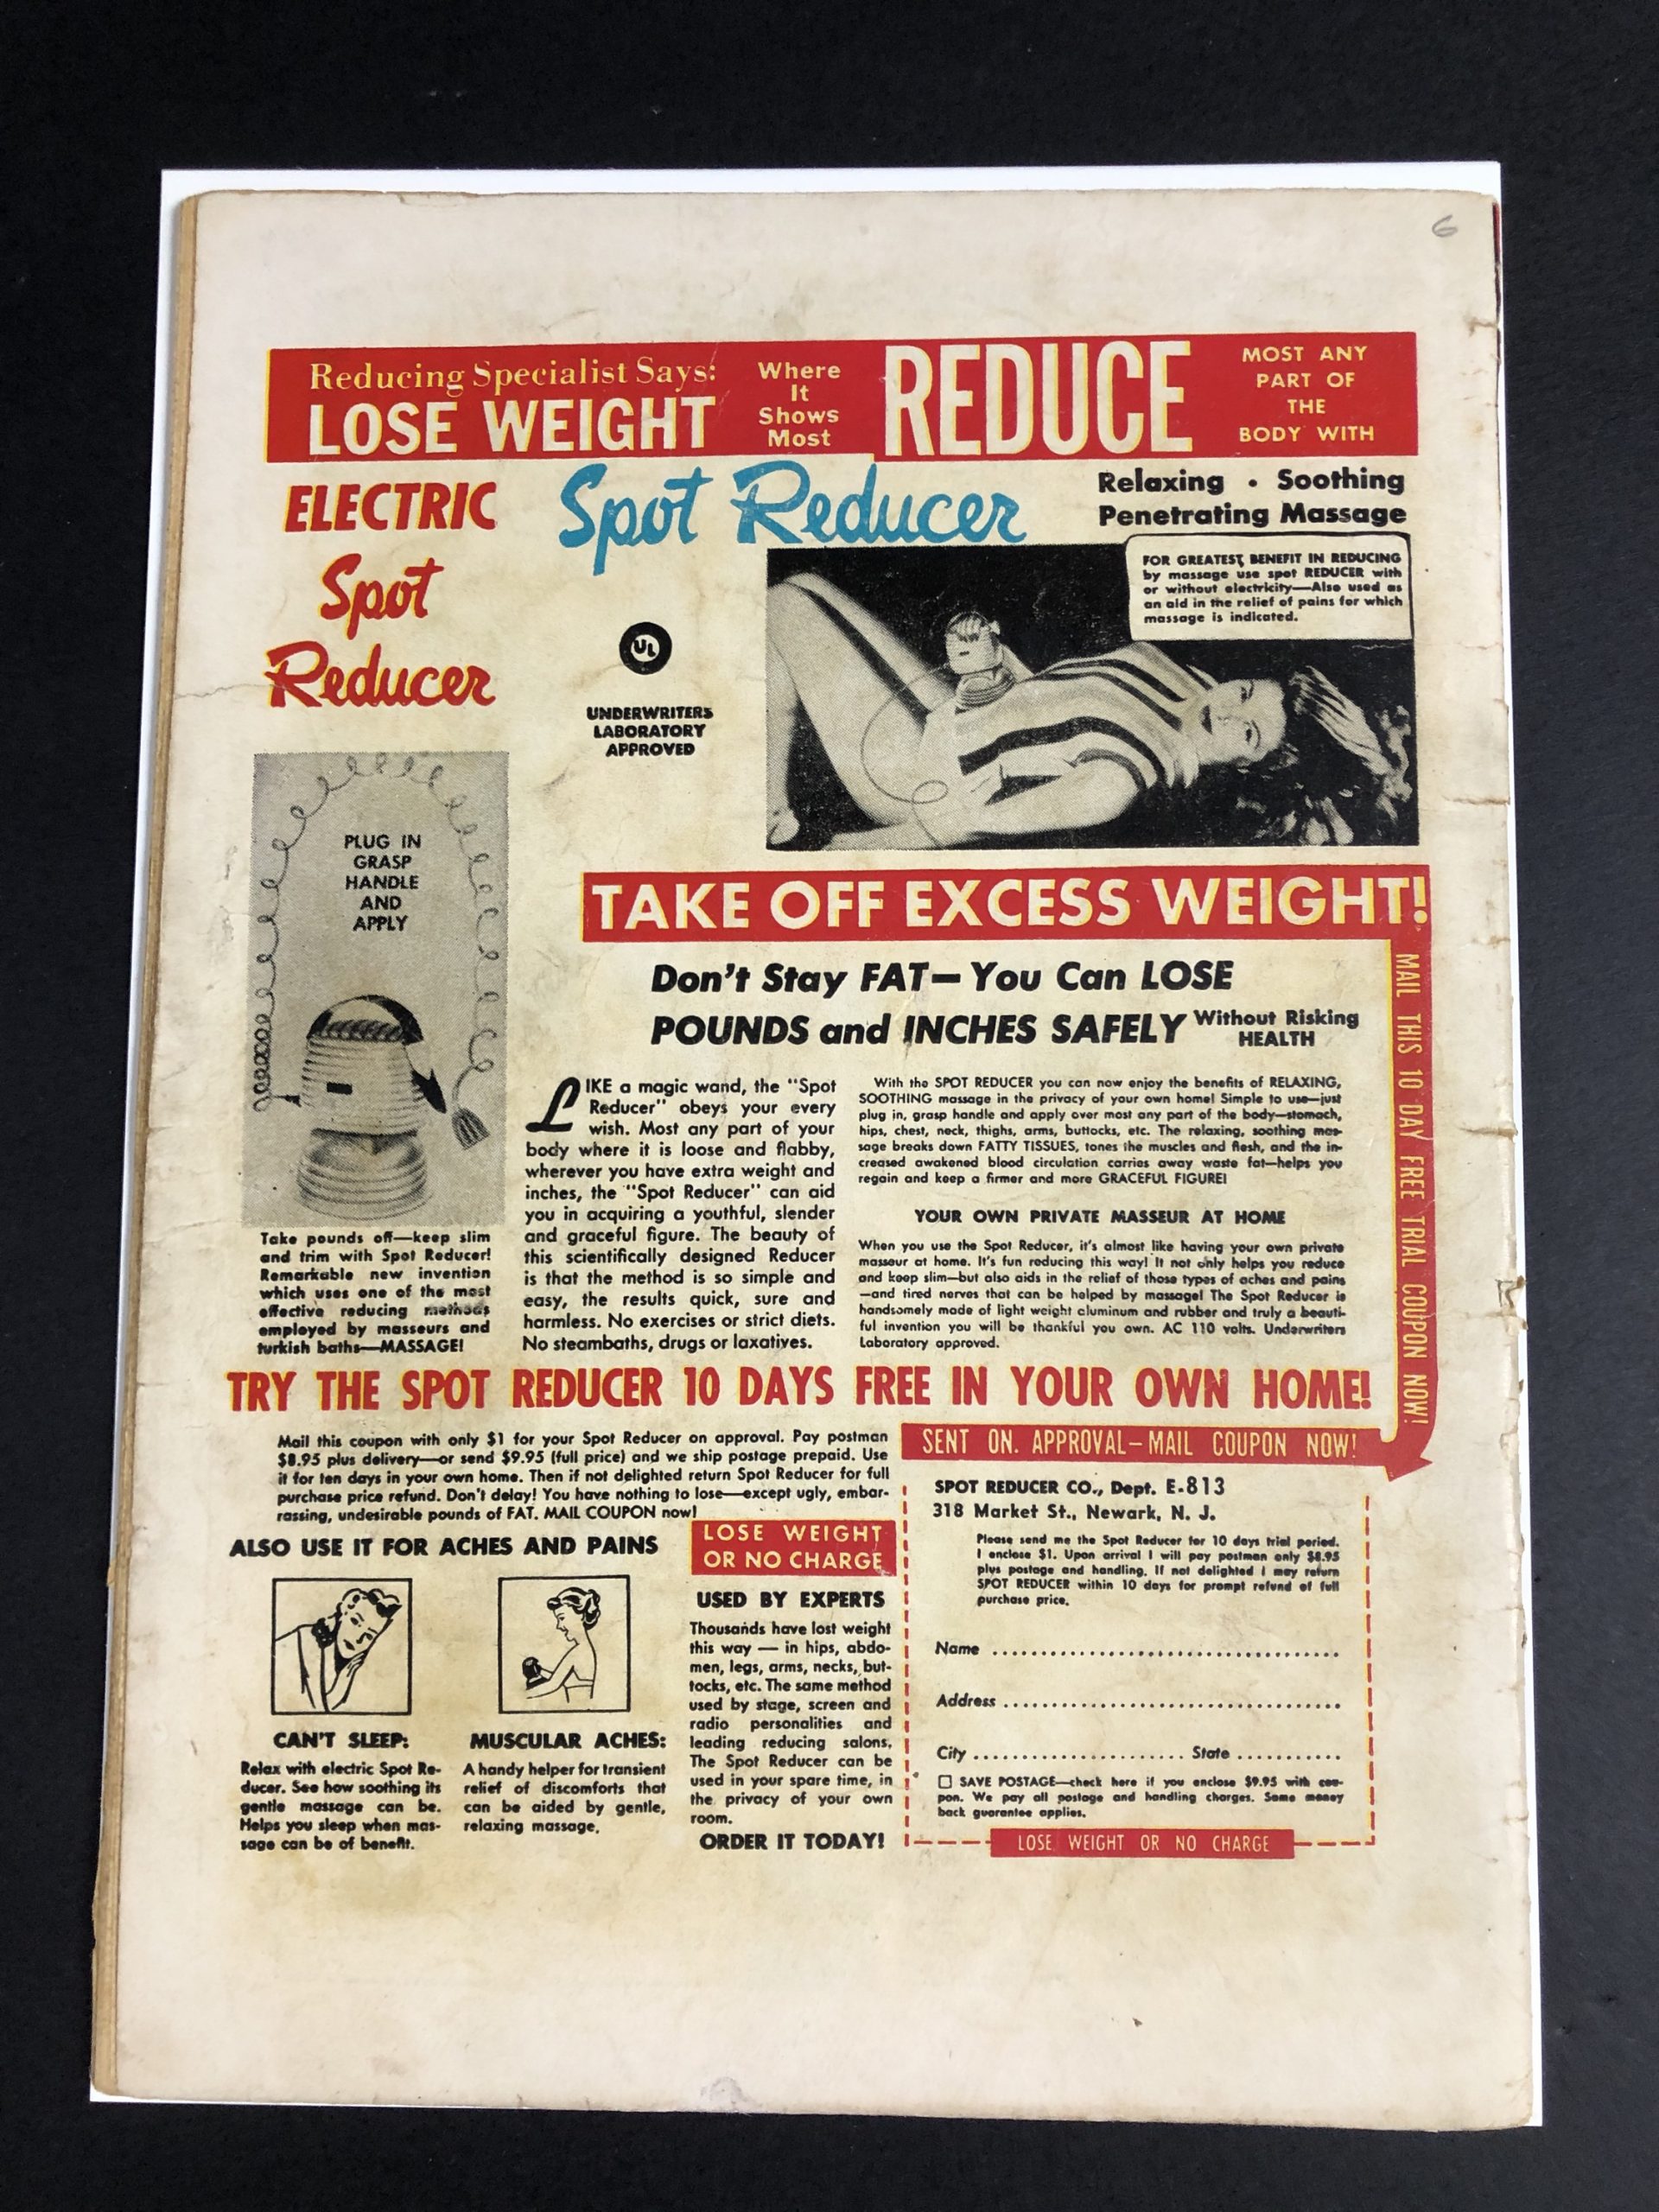 6
Reducing Specialist Says:
LOSE WEIGHT
Where
It
Shows
Most
REDUCE
MOST ANY
PART OF
THE
BODY WITH
ELECTRIC
Spot
Reducer
Spot Reducer
Relaxing • Soothing
Penetrating Massage
UL
UNDERWRITERS
LABORATORY
APPROVED
FOR GREATEST BENEFIT IN REDUCING
by massage use spot REDUCER with
or without electricity—Also used as
an aid in the relief of pains for which
massage is indicated.
PLUG IN
GRASP
HANDLE
AND
APPLY
TAKE OFF EXCESS WEIGHT!
Don't Stay FAT—You Can LOSE
POUNDS and INCHES SAFELY Without Risking
HEALTH
MAIL THIS 10 DAY FREE TRIAL COUPON NOW!
Take pounds off—keep slim
and trim with Spot Reducer!
Remarkable new invention
which uses one of the most
effective reducing methods
employed by masseurs and
turkish baths—MASSAGE!
LIKE a magic wand, the "Spot
Reducer" obeys your every
wish. Most any part of your
body where it is loose and flabby,
wherever you have extra weight and
inches, the "Spot Reducer" can aid
you in acquiring a youthful, slender
and graceful figure. The beauty of
this scientifically designed Reducer
is that the method is so simple and
easy, the results quick, sure and
harmless. No exercises or strict diets.
No steambaths, drugs or laxatives.
With the SPOT REDUCER you can now enjoy the benefits of RELAXING,
SOOTHING massage in the privacy of your own home! Simple to use—just
plug in, grasp handle and apply over most any part of the body—stomach,
hips, chest, neck, thighs, arms, buttocks, etc. The relaxing, soothing mas-
sage breaks down FATTY TISSUES, tones the muscles and flesh, and the in-
creased awakened blood circulation carries away waste fat—helps you
regain and keep a firmer and more GRACEFUL FIGURE!
YOUR OWN PRIVATE MASSEUR AT HOME
When you use the Spot Reducer, it's almost like having your own private
masseur at home. It's fun reducing this way! It not only helps you reduce
and keep slim—but also aids in the relief of those types of aches and pains
—and tired nerves that can be helped by massage! The Spot Reducer is
handsomely made of light weight aluminum and rubber and truly a beauti-
ful invention you will be thankful you own. AC 110 volts. Underwriters
Laboratory approved.
TRY THE SPOT REDUCER 10 DAYS FREE IN YOUR OWN HOME!
Mail this coupon with only $1 for your Spot Reducer on approval. Pay postman
$8.95 plus delivery—or send $9.95 (full price) and we ship postage prepaid. Use
it for ten days in your own home. Then if not delighted return Spot Reducer for full
purchase price refund. Don't delay! You have nothing to lose—except ugly, embar-
rassing, undesirable pounds of FAT. MAIL COUPON now!
ALSO USE IT FOR ACHES AND PAINS
CAN'T SLEEP:
Relax with electric Spot Re-
ducer. See how soothing its
gentle massage can be.
Helps you sleep when mas-
sage can be of benefit.
MUSCULAR ACHES:
A handy helper for transient
relief of discomforts that
can be aided by gentle,
relaxing massage.
LOSE WEIGHT
OR NO CHARGE
USED BY EXPERTS
Thousands have lost weight
this way — in hips, abdo-
men, legs, arms, necks, but-
tocks, etc. The same method
used by stage, screen and
radio personalities and
leading reducing salons.
The Spot Reducer can be
used in your spare time, in
the privacy of your own
room.
ORDER IT TODAY!
SENT ON. APPROVAL—MAIL COUPON NOW!
SPOT REDUCER CO., Dept. E-813
318 Market St., Newark, N. J.
Please send me the Spot Reducer for 10 days trial period.
I enclose $1. Upon arrival I will pay postman only $8.95
plus postage and handling. If not delighted I may return
SPOT REDUCER within 10 days for prompt refund of full
purchase price.
Name
Address
City State
SAVE POSTAGE—check here if you enclose $9.95 with cou-
pon. We pay all postage and handling charges. Same money
back guarantee applies.
LOSE WEIGHT OR NO CHARGE